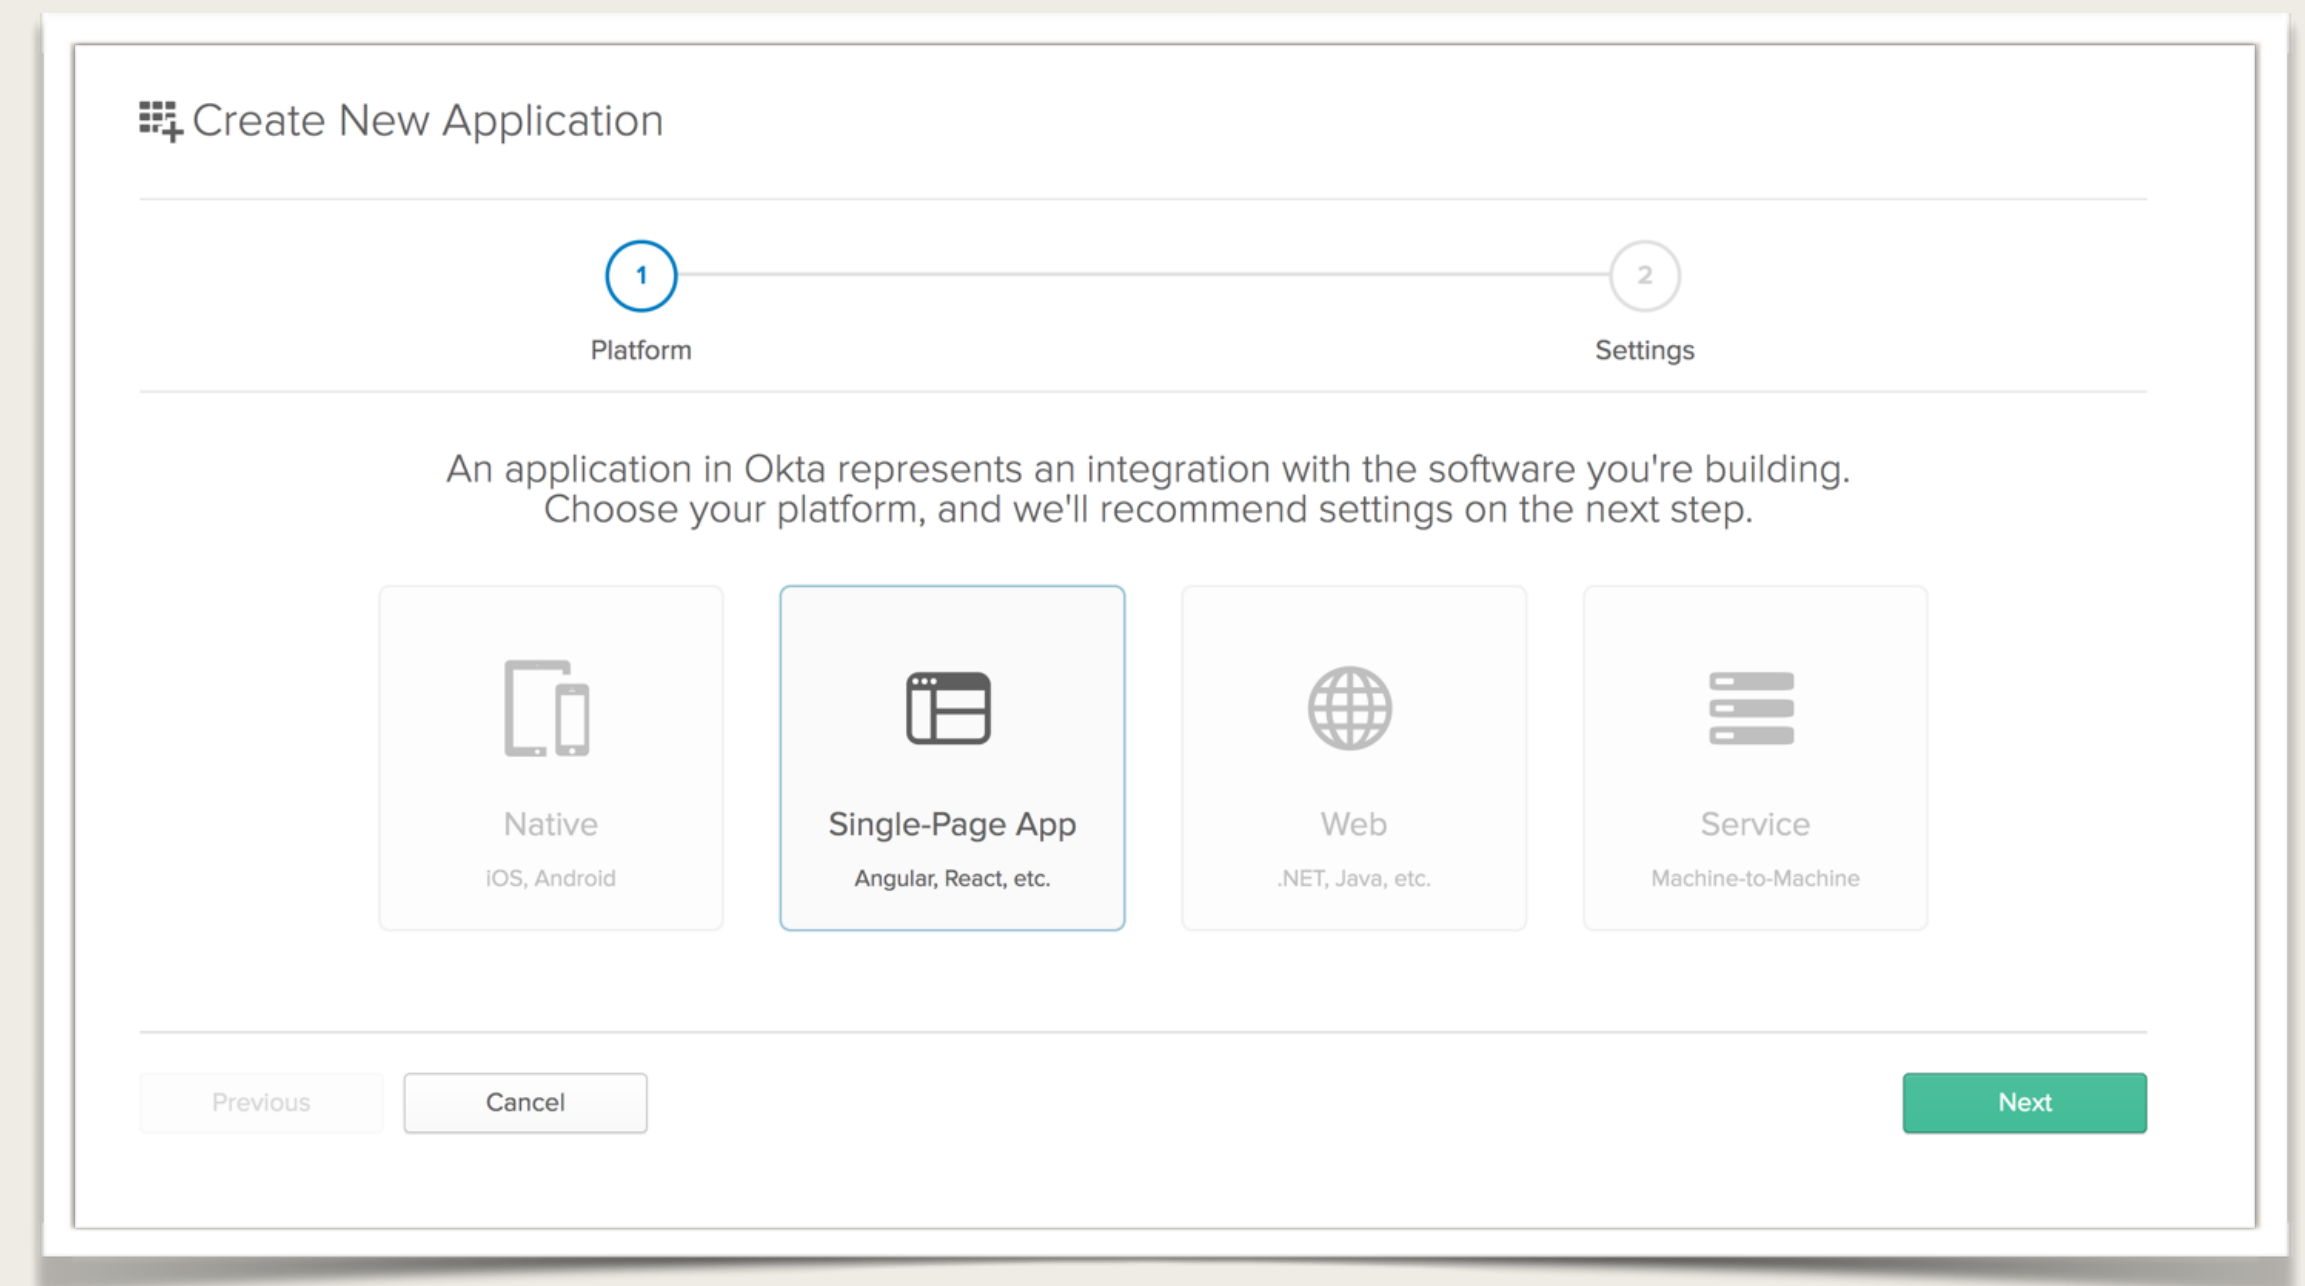 Create New Application
1
2
Platform
Settings
An application in Okta represents an integration with the software you're building.
Choose your platform, and we'll recommend settings on the next step.
Native
iOS, Android
Single-Page App
Angular, React, etc.
Web
.NET, Java, etc.
Service
Machine-to-Machine
Previous
Cancel
Next